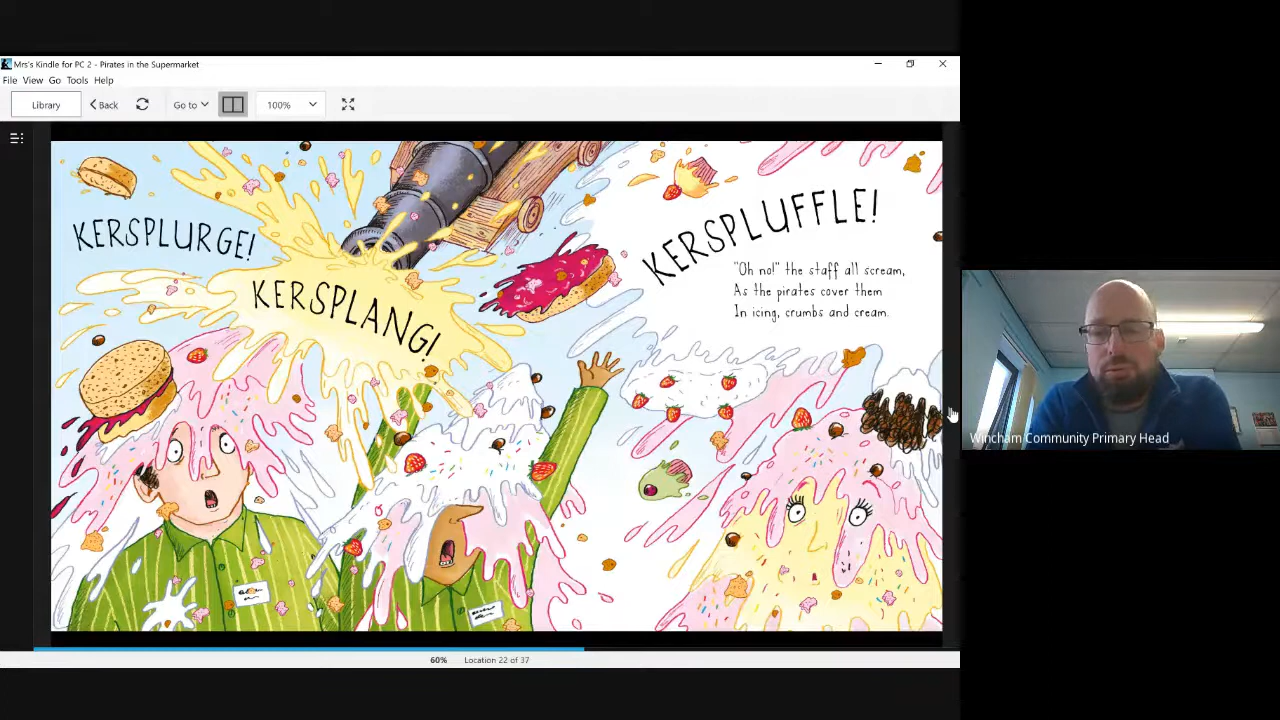 Mrs's Kindle for PC 2 - Pirates in the Supermarket
File View Go Tools Help
Library Back Go to 100%
KERSPLURGE!
KERSPLANG!
KERSPLUFFLE!
"Oh no!" the staff all scream,
As the pirates cover them
In icing, crumbs and cream.
Wincham Community Primary Head
60% Location 22 of 37